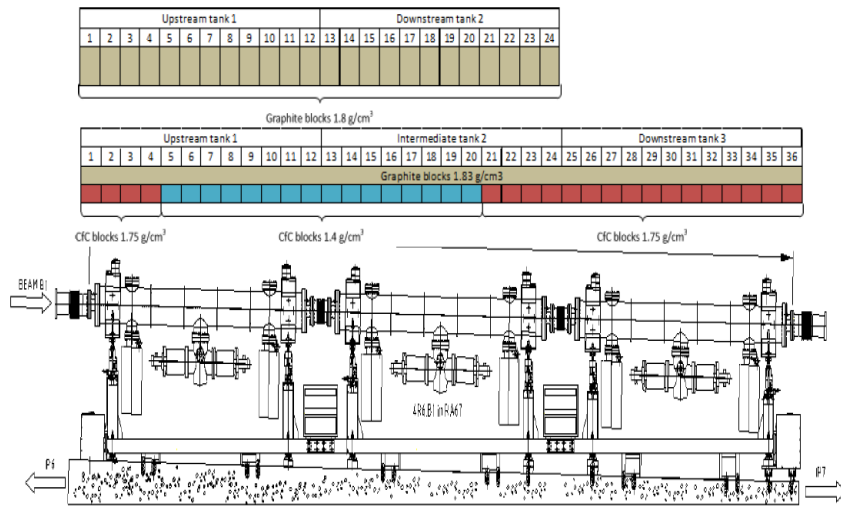 Upstream tank 1 Downstream tank 2
1 2 3 4 5 6 7 8 9 10 11 12 13 14 15 16 17 18 19 20 21 22 23 24
Graphite blocks 1.8 g/cm³
Upstream tank 1 Intermediate tank 2 Downstream tank 3
1 2 3 4 5 6 7 8 9 10 11 12 13 14 15 16 17 18 19 20 21 22 23 24 25 26 27 28 29 30 31 32 33 34 35 36
Graphite blocks 1.83 g/cm3
CfC blocks 1.75 g/cm³ CfC blocks 1.4 g/cm³ CfC blocks 1.75 g/cm³
BEAM B1
4R6.B1 in RA67
IP6 IP7